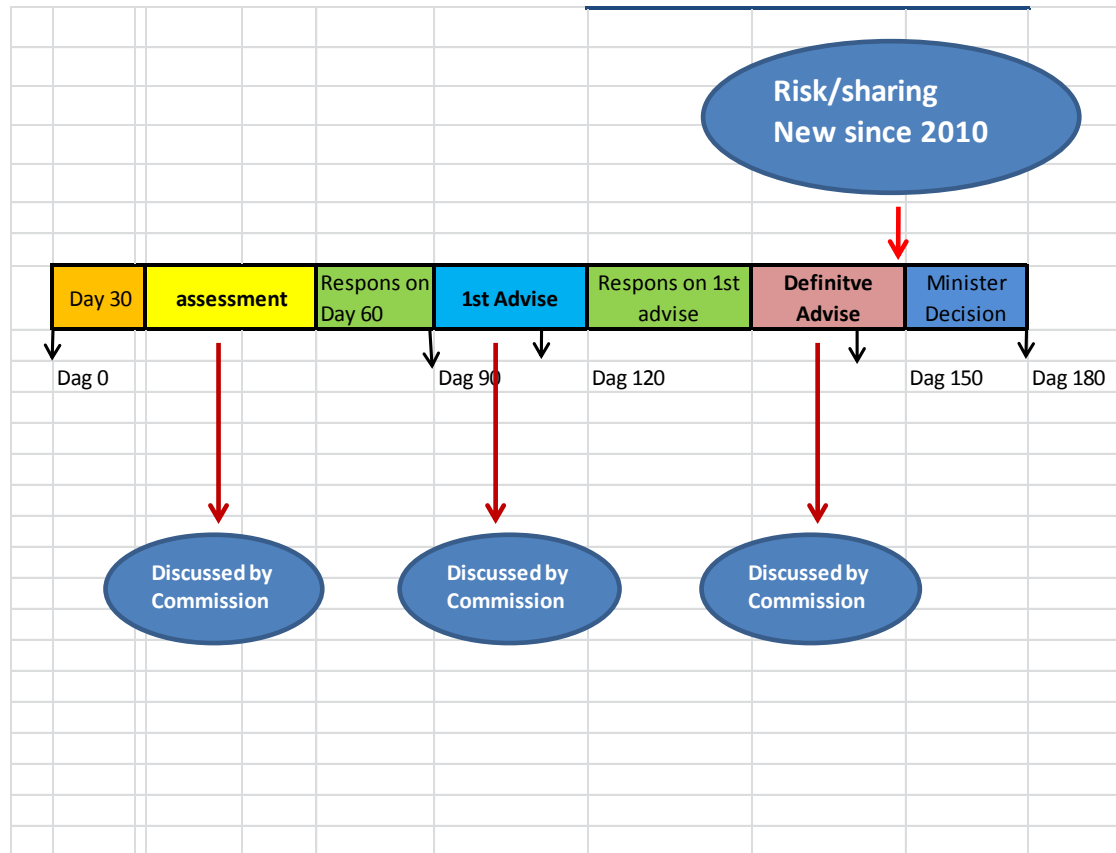 Risk/sharing
New since 2010
Day 30
assessment
Respons on
Day 60
1st Advise
Respons on 1st
advise
Definitve
Advise
Minister
Decision
Dag 0
Dag 90
Dag 120
Dag 150
Dag 180
Discussed by
Commission
Discussed by
Commission
Discussed by
Commission